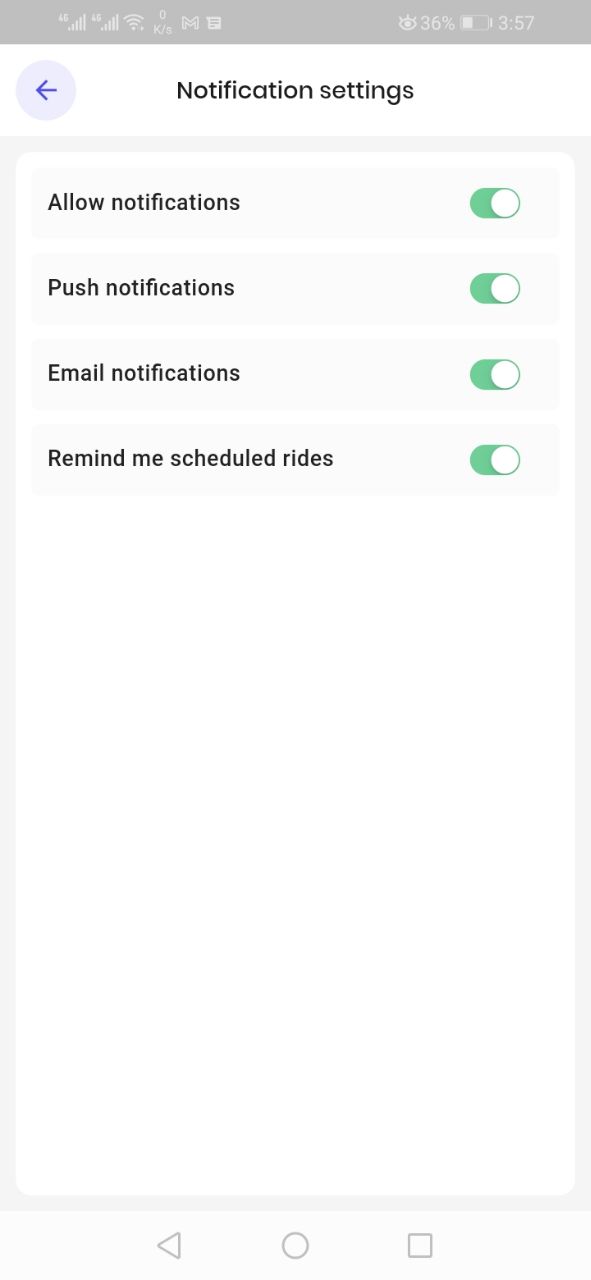 4G 4G 0 K/s 36% 3:57
Notification settings
Allow notifications
Push notifications
Email notifications
Remind me scheduled rides